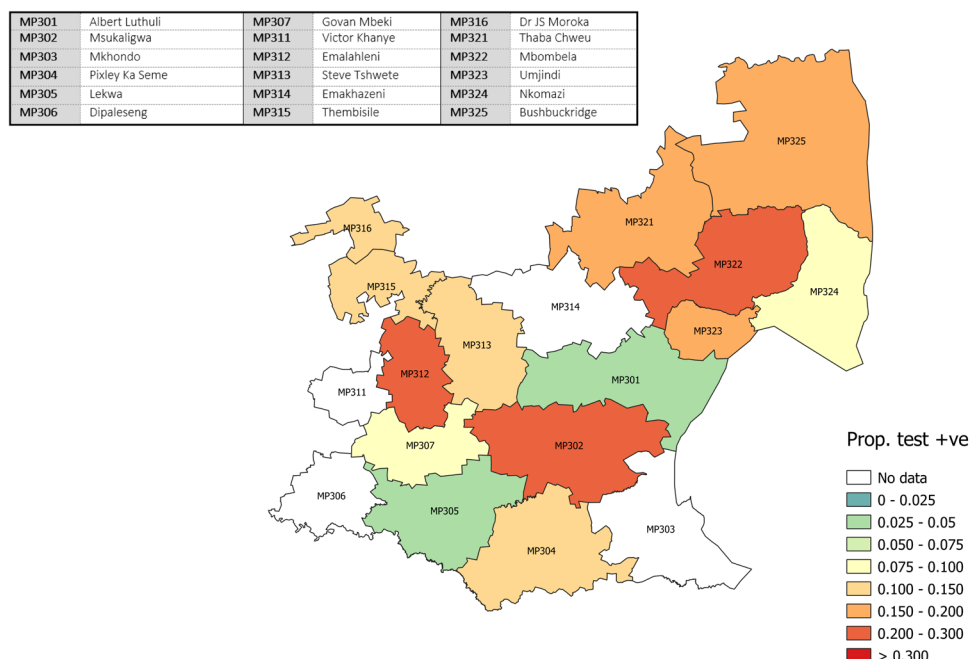 MP301 Albert Luthuli MP307 Govan Mbeki MP316 Dr JS Moroka
MP302 Msukaligwa MP311 Victor Khanye MP321 Thaba Chweu
MP303 Mkhondo MP312 Emalahleni MP322 Mbombela
MP304 Pixley Ka Seme MP313 Steve Tshwete MP323 Umjindi
MP305 Lekwa MP314 Emakhazeni MP324 Nkomazi
MP306 Dipaleseng MP315 Thembisile MP325 Bushbuckridge
MP325
MP321
MP316
MP322
MP315
MP324
MP314
MP323
MP313
MP312
MP301
MP311
MP307
MP302
MP306
MP305
MP303
MP304
Prop. test +ve
No data
0 - 0.025
0.025 - 0.05
0.050 - 0.075
0.075 - 0.100
0.100 - 0.150
0.150 - 0.200
0.200 - 0.300
> 0.300